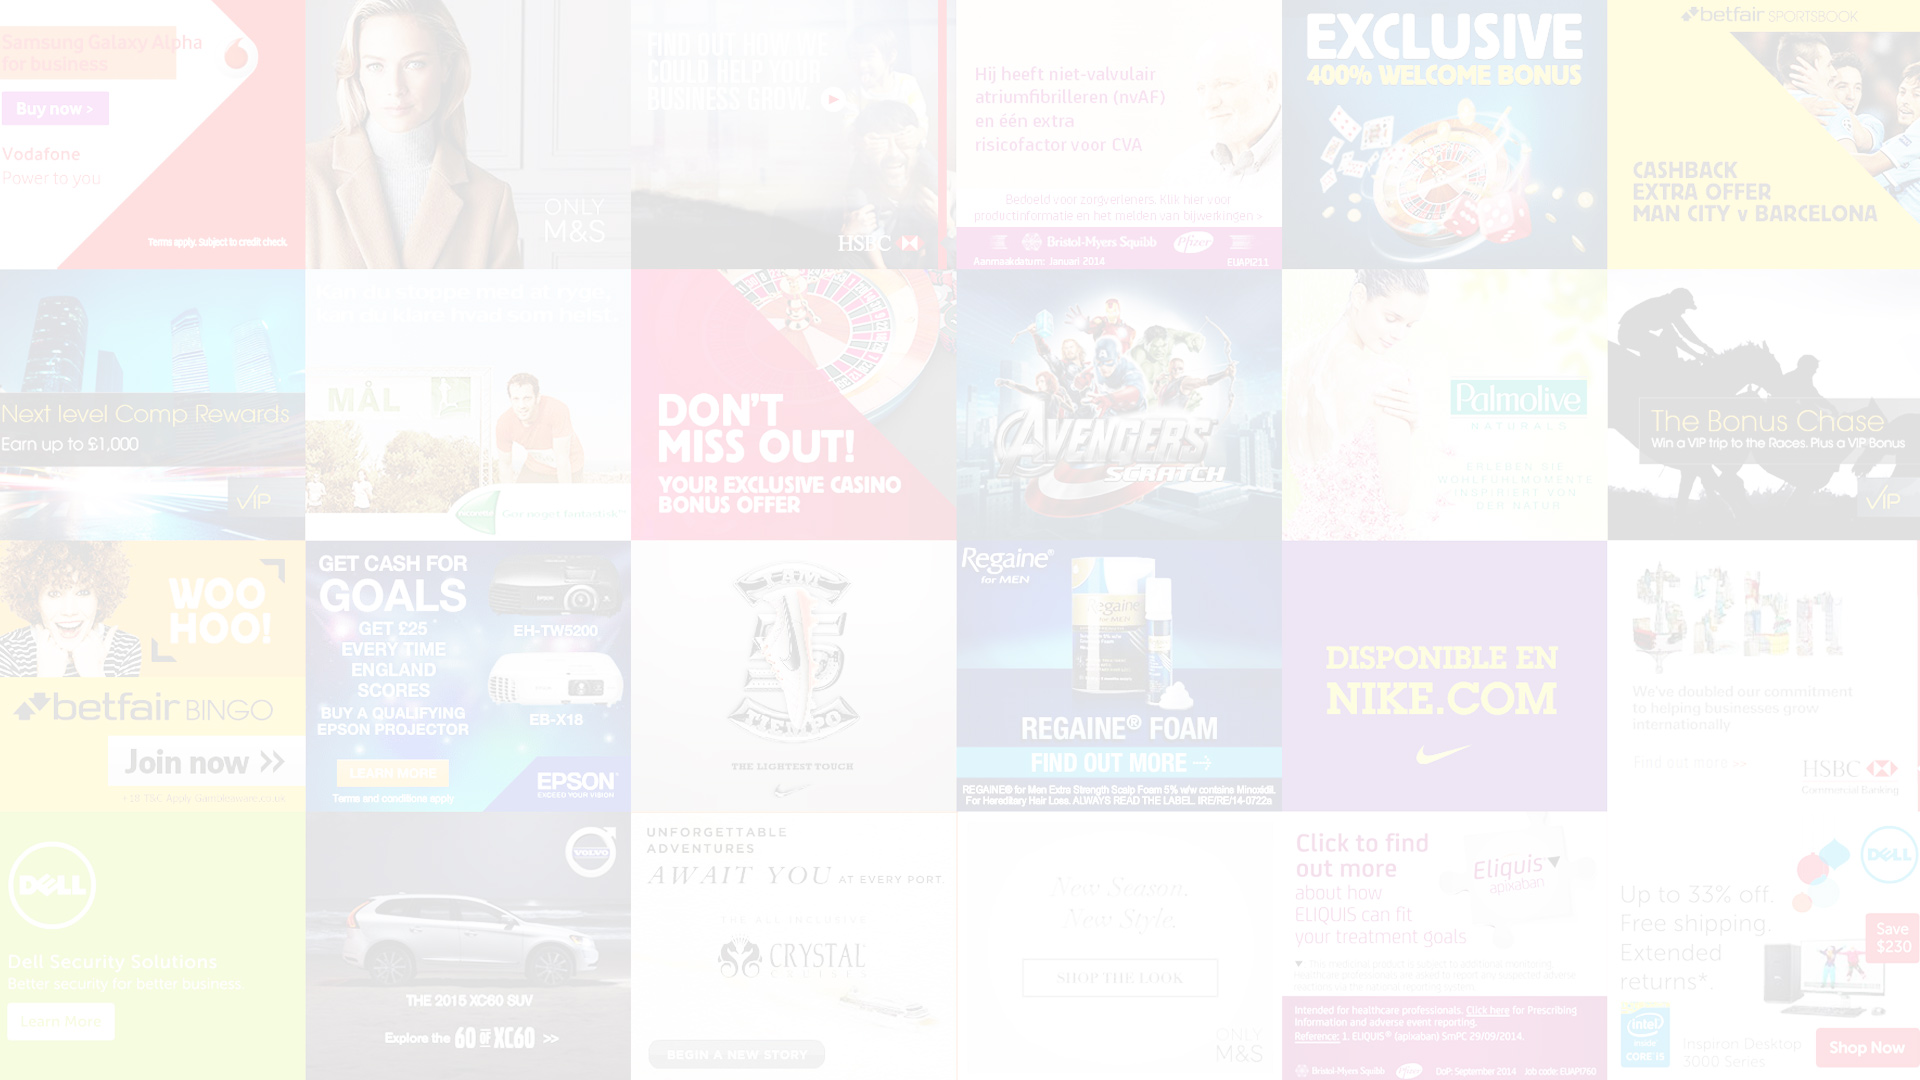 Samsung Galaxy Alpha
for business
Buy now >
Vodafone
Power to you
Terms apply. Subject to credit check.
ONLY
M&S
FIND OUT HOW WE
COULD HELP YOUR
BUSINESS GROW.
HSBC
Hij heeft niet-valvulair
atriumfibrilleren (nvAF)
en één extra
risicofactor voor CVA
Bedoeld voor zorgverleners. Klik hier voor
productinformatie en het melden van bijwerkingen >
Bristol-Myers Squibb
Pfizer
Aanmaakdatum: Januari 2014
EUAPI211
EXCLUSIVE
400% WELCOME BONUS
betfair SPORTSBOOK
CASHBACK
EXTRA OFFER
MAN CITY v BARCELONA
Next level Comp Rewards
Earn up to £1,000
VIP
Kan du stoppe med at ryge,
kan du klare hvad som helst.
MÅL
Gør noget fantastisk
DON'T
MISS OUT!
YOUR EXCLUSIVE CASINO
BONUS OFFER
AVENGERS
SCRATCH
Palmolive
NATURALS
ERLEBEN SIE
WOHLFÜHLMOMENTE
INSPIRIERT VON
DER NATUR
The Bonus Chase
Win a VIP trip to the Races. Plus a VIP Bonus
VIP
WOO
HOO!
betfair BINGO
Join now >>
+18 T&C Apply Gambleaware.co.uk
GET CASH FOR
GOALS
GET £25
EVERY TIME
ENGLAND
SCORES
BUY A QUALIFYING
EPSON PROJECTOR
LEARN MORE
Terms and conditions apply
EH-TW5200
EB-X18
EPSON
EXCEED YOUR VISION
I AM
TIEMPO
THE LIGHTEST TOUCH
Regaine®
for MEN
Regaine
REGAINE® FOAM
FIND OUT MORE →
REGAINE® for Men Extra Strength Scalp Foam 5% w/w contains Minoxidil.
For Hereditary Hair Loss. ALWAYS READ THE LABEL. IRE/RE/14-0722a
DISPONIBLE EN
NIKE.COM
We've doubled our commitment
to helping businesses grow
internationally
Find out more >>
HSBC
Commercial Banking
DELL
Dell Security Solutions
Better security for better business.
Learn More
VOLVO
THE 2015 XC60 SUV
Explore the 60 OF XC60 >>
UNFORGETTABLE
ADVENTURES
AWAIT YOU AT EVERY PORT.
THE ALL INCLUSIVE
CRYSTAL
CRUISES
BEGIN A NEW STORY
New Season.
New Style.
SHOP THE LOOK
ONLY
M&S
Click to find
out more
about how
ELIQUIS can fit
your treatment goals
Eliquis▼
apixaban
▼ This medicinal product is subject to additional monitoring.
Healthcare professionals are asked to report any suspected adverse
reactions via the national reporting system.
Intended for healthcare professionals. Click here for Prescribing
Information and adverse event reporting.
Reference: 1. ELIQUIS® (apixaban) SmPC 29/09/2014.
Bristol-Myers Squibb
Pfizer
DoP: September 2014 Job code: EUAPI760
DELL
Up to 33% off.
Free shipping.
Extended
returns*.
Save
$230
intel
inside
CORE i5
Inspiron Desktop
3000 Series
Shop Now